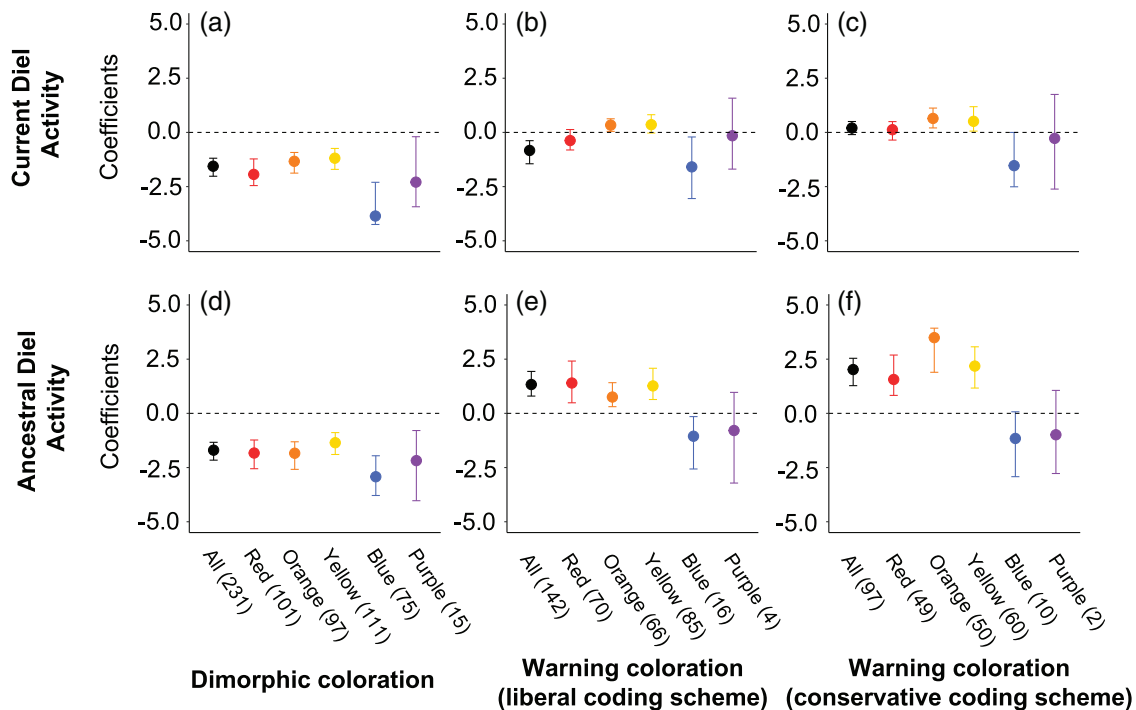 Current Diel
Activity
Coefficients
(a)
5.0
2.5
0.0
-2.5
-5.0
(b)
5.0
2.5
0.0
-2.5
-5.0
(c)
5.0
2.5
0.0
-2.5
-5.0
Ancestral Diel
Activity
Coefficients
(d)
5.0
2.5
0.0
-2.5
-5.0
(e)
5.0
2.5
0.0
-2.5
-5.0
(f)
5.0
2.5
0.0
-2.5
-5.0
All (231)
Red (101)
Orange (97)
Yellow (111)
Blue (75)
Purple (15)
All (142)
Red (70)
Orange (66)
Yellow (85)
Blue (16)
Purple (4)
All (97)
Red (49)
Orange (50)
Yellow (60)
Blue (10)
Purple (2)
Dimorphic coloration
Warning coloration
(liberal coding scheme)
Warning coloration
(conservative coding scheme)